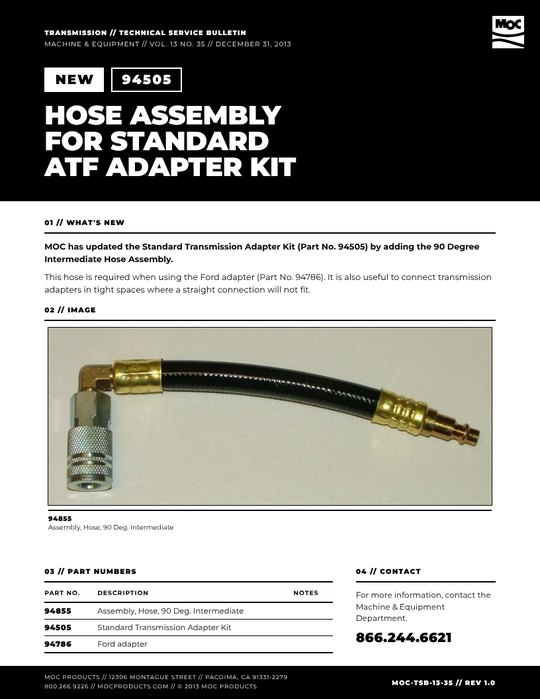 TRANSMISSION // TECHNICAL SERVICE BULLETIN
MACHINE & EQUIPMENT // VOL. 13 NO. 35 // DECEMBER 31, 2013
MOC
NEW 94505
HOSE ASSEMBLY
FOR STANDARD
ATF ADAPTER KIT
01 // WHAT'S NEW
MOC has updated the Standard Transmission Adapter Kit (Part No. 94505) by adding the 90 Degree
Intermediate Hose Assembly.
This hose is required when using the Ford adapter (Part No. 94786). It is also useful to connect transmission
adapters in tight spaces where a straight connection will not fit.
02 // IMAGE
94855
Assembly, Hose, 90 Deg. Intermediate
03 // PART NUMBERS
PART NO. DESCRIPTION NOTES
94855 Assembly, Hose, 90 Deg. Intermediate
94505 Standard Transmission Adapter Kit
94786 Ford adapter
04 // CONTACT
For more information, contact the
Machine & Equipment
Department.
866.244.6621
MOC PRODUCTS // 12306 MONTAGUE STREET // PACOIMA, CA 91331-2279
800.266.9226 // MOCPRODUCTS.COM // © 2013 MOC PRODUCTS
MOC-TSB-13-35 // REV 1.0